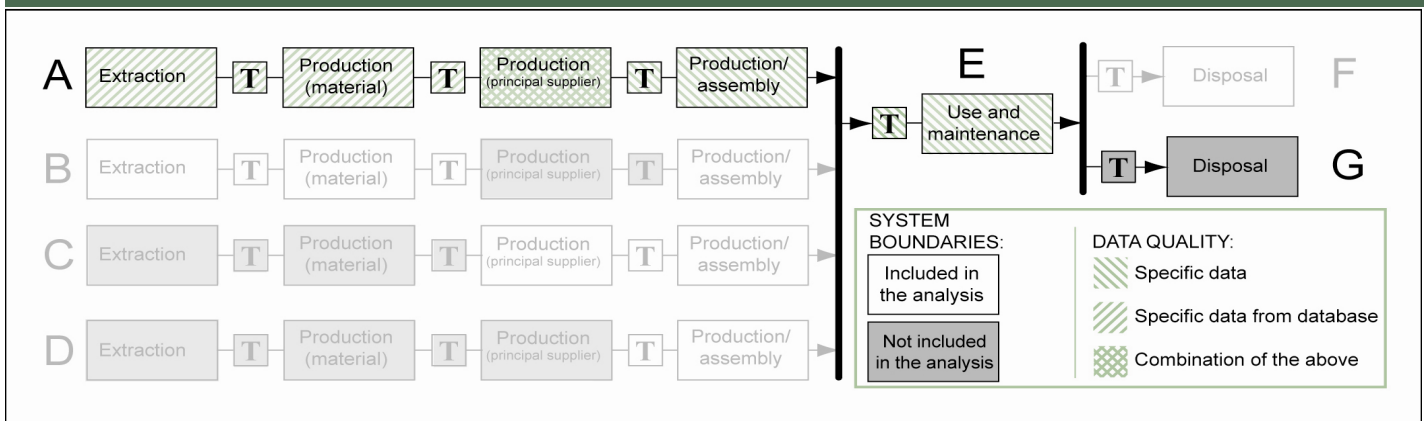 A
Extraction
T
Production
(material)
T
Production
(principal supplier)
T
Production/
assembly
B
Extraction
T
Production
(material)
T
Production
(principal supplier)
T
Production/
assembly
C
Extraction
T
Production
(material)
T
Production
(principal supplier)
T
Production/
assembly
D
Extraction
T
Production
(material)
T
Production
(principal supplier)
T
Production/
assembly
E
T
Use and
maintenance
T
Disposal
F
T
Disposal
G
SYSTEM
BOUNDARIES:
Included in
the analysis
Not included
in the analysis
DATA QUALITY:
Specific data
Specific data from database
Combination of the above